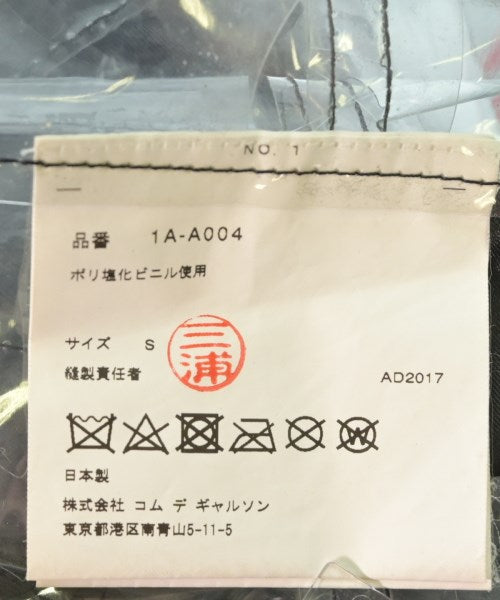 NO. 1
品番 1A-A004
ポリ塩化ビニル使用
サイズ S
三浦
縫製責任者
AD2017
W
日本製
株式会社 コム デ ギャルソン
東京都港区南青山5-11-5